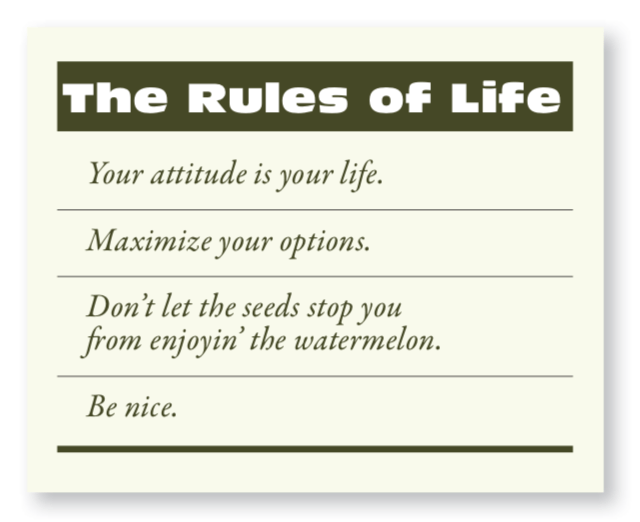 The Rules of Life
Your attitude is your life.
Maximize your options.
Don’t let the seeds stop you
from enjoyin’ the watermelon.
Be nice.